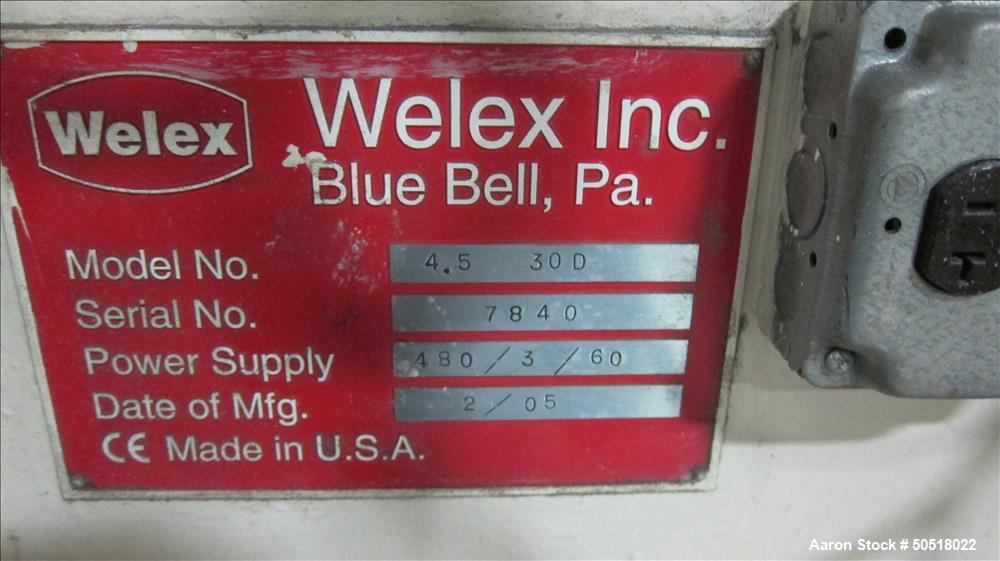 Welex
Welex Inc.
Blue Bell, Pa.
Model No. 4.5 30D
Serial No. 7840
Power Supply 480/3/60
Date of Mfg. 2/05
CE Made in U.S.A.
Aaron Stock # 50518022